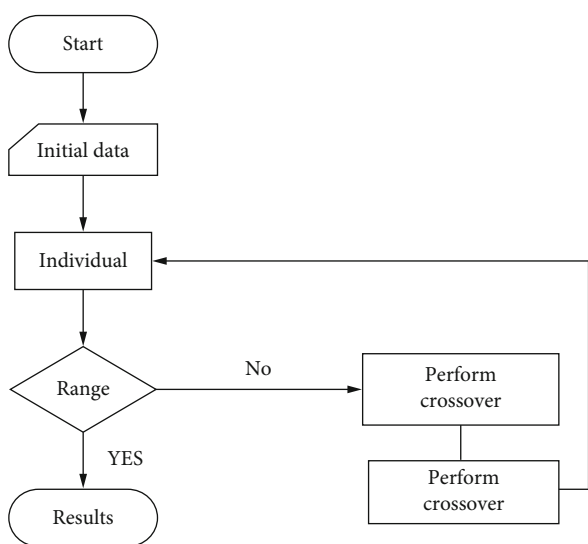 Start
Initial data
Individual
Range
No
Perform
crossover
YES
Perform
crossover
Results